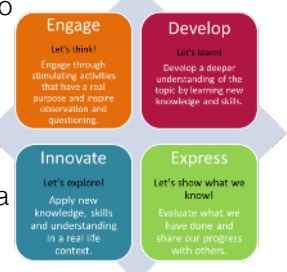 o
Engage
Let's think!
Engage through
stimulating activities
that have a real
purpose and inspire
observation and
questioning.
Develop
Let's learn!
Develop a deeper
understanding of the
topic by learning new
knowledge and skills.
Innovate
Let's explore!
Apply new
knowledge, skills
and understanding
in a real life
context.
Express
Let's show what we
know!
Evaluate what we
have done and
share our progress
with others.
a